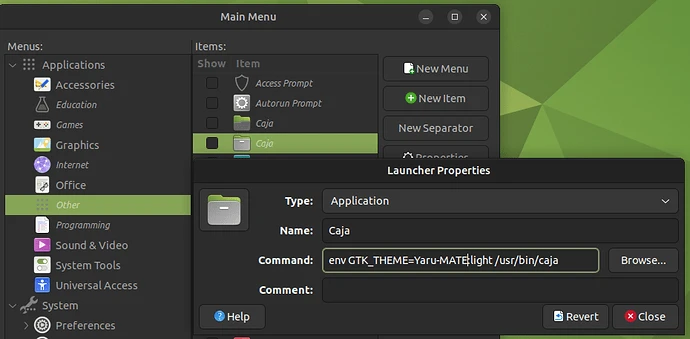 Main Menu
Menus:
Items:
Applications
Accessories
Education
Games
Graphics
Internet
Office
Other
Programming
Sound & Video
System Tools
Universal Access
System
Preferences
Show Item
Access Prompt
Autorun Prompt
Caja
Caja
New Menu
New Item
New Separator
Properties
Launcher Properties
Type: Application
Name: Caja
Command: env GTK_THEME=Yaru-MATE:light /usr/bin/caja Browse...
Comment:
Help Revert Close